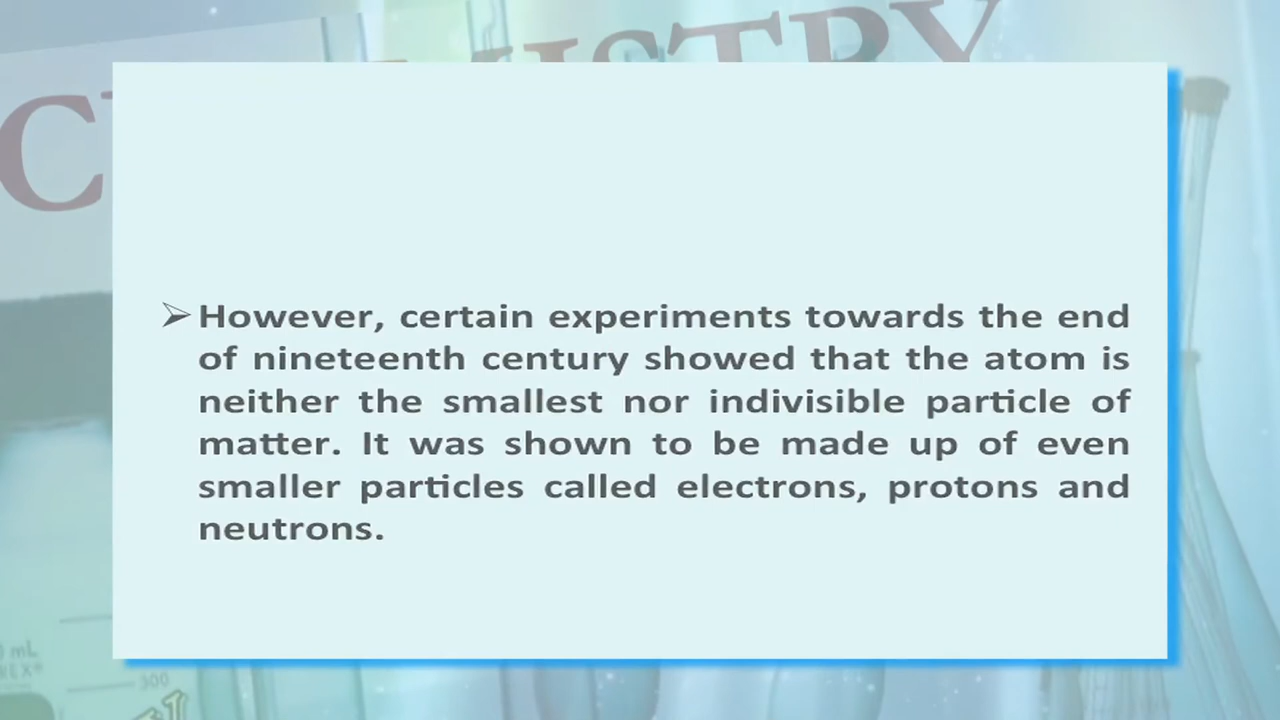 ➢ However, certain experiments towards the end
of nineteenth century showed that the atom is
neither the smallest nor indivisible particle of
matter. It was shown to be made up of even
smaller particles called electrons, protons and
neutrons.
mL
500